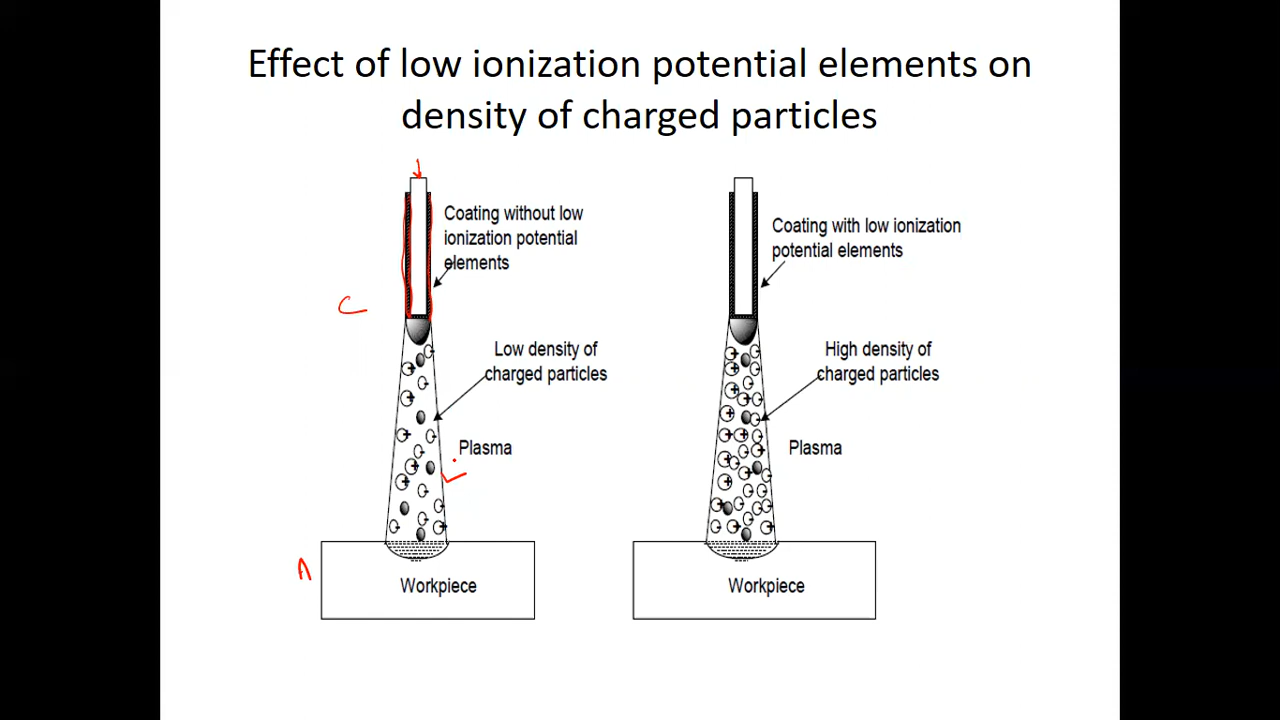 Effect of low ionization potential elements on
density of charged particles
Coating without low
ionization potential
elements
Coating with low ionization
potential elements
C
Low density of
charged particles
High density of
charged particles
Plasma
Plasma
A
Workpiece
Workpiece